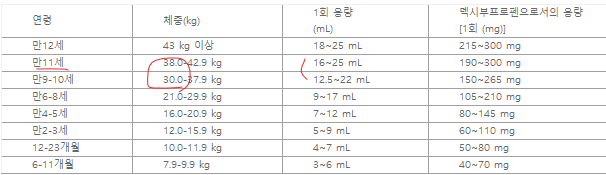 연령 체중(kg) 1회 용량 (mL) 덱시부프로펜으로서의 용량 [1회 (mg)]
만12세 43 kg 이상 18~25 mL 215~300 mg
만11세 38.0-42.9 kg 16~25 mL 190~300 mg
만9-10세 30.0-37.9 kg 12.5~22 mL 150~265 mg
만6-8세 21.0-29.9 kg 9~17 mL 105~210 mg
만4-5세 16.0-20.9 kg 7~12 mL 80~145 mg
만2-3세 12.0-15.9 kg 5~9 mL 60~110 mg
12-23개월 10.0-11.9 kg 4~7 mL 50~80 mg
6-11개월 7.9-9.9 kg 3~6 mL 40~70 mg